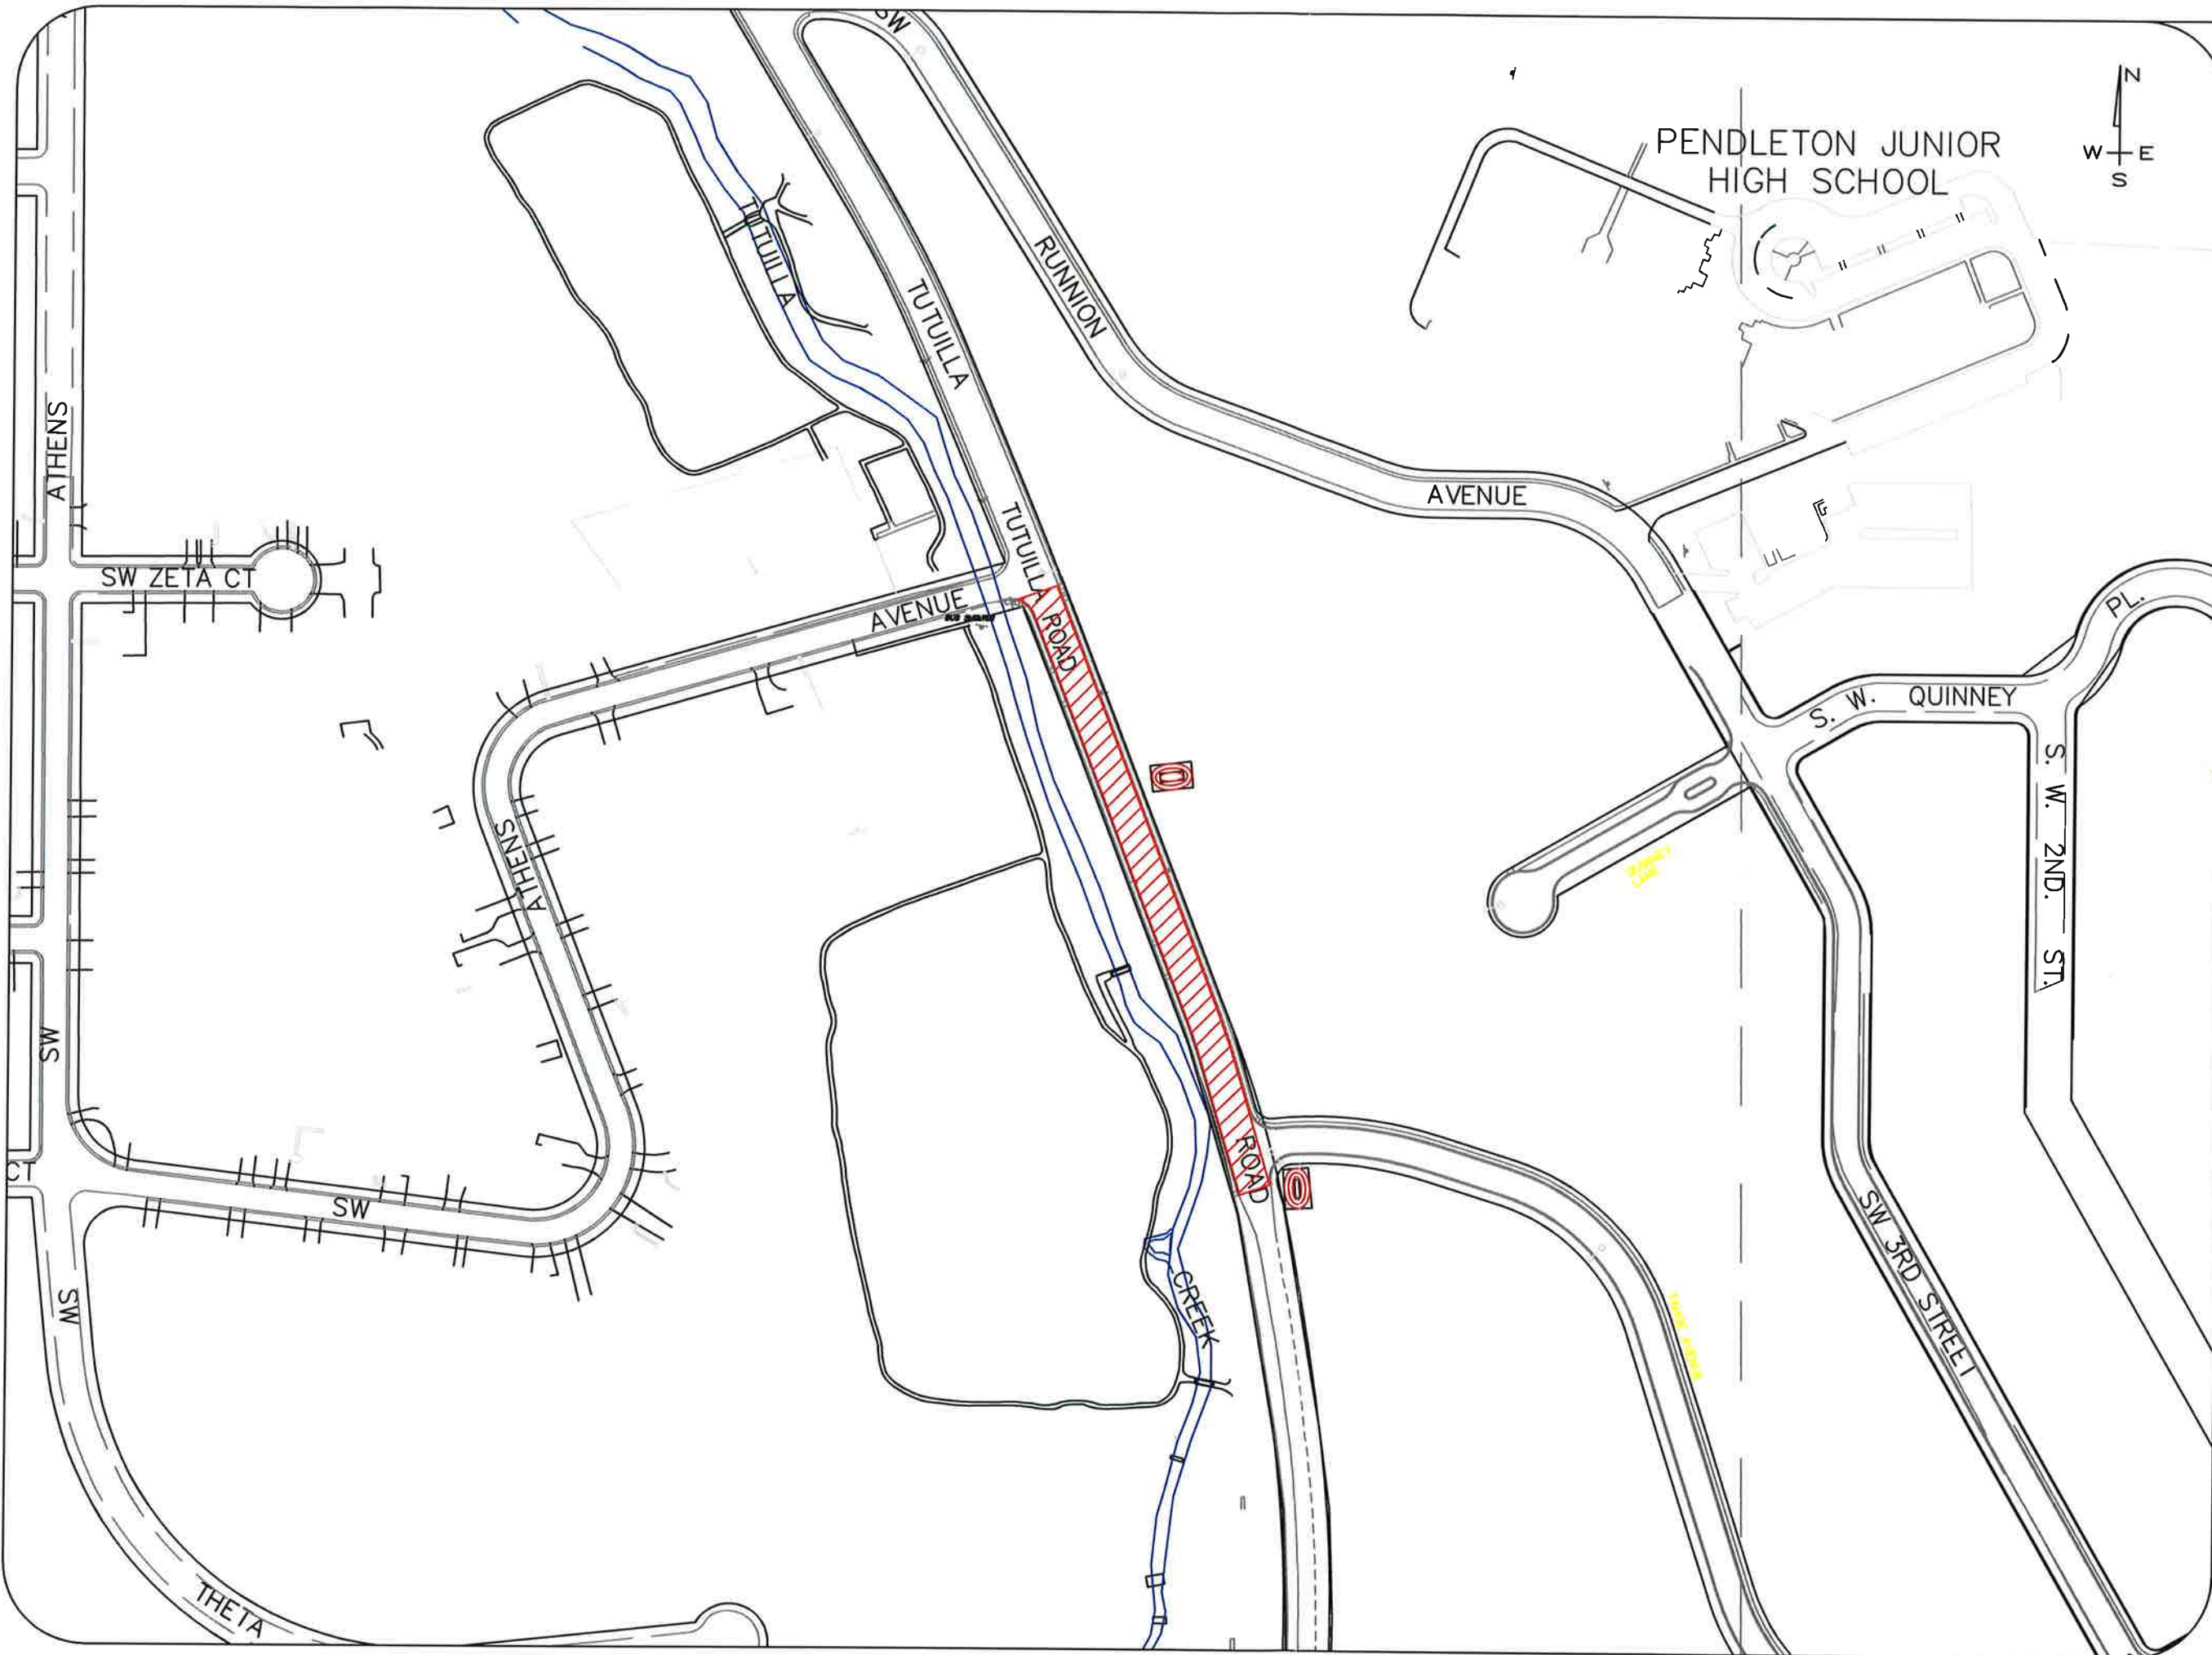 SW
N
W E
S
PENDLETON JUNIOR
HIGH SCHOOL
TUTUILLA
TUTUILLA
RUNNION
ATHENS
AVENUE
TUTUILLA ROAD
SW ZETA CT
AVENUE
PL.
S. W. QUINNEY
S. W. 2ND. ST.
ATHENS
SW
CT
SW
ROAD
SW 3RD STREET
SW
CREEK
THETA